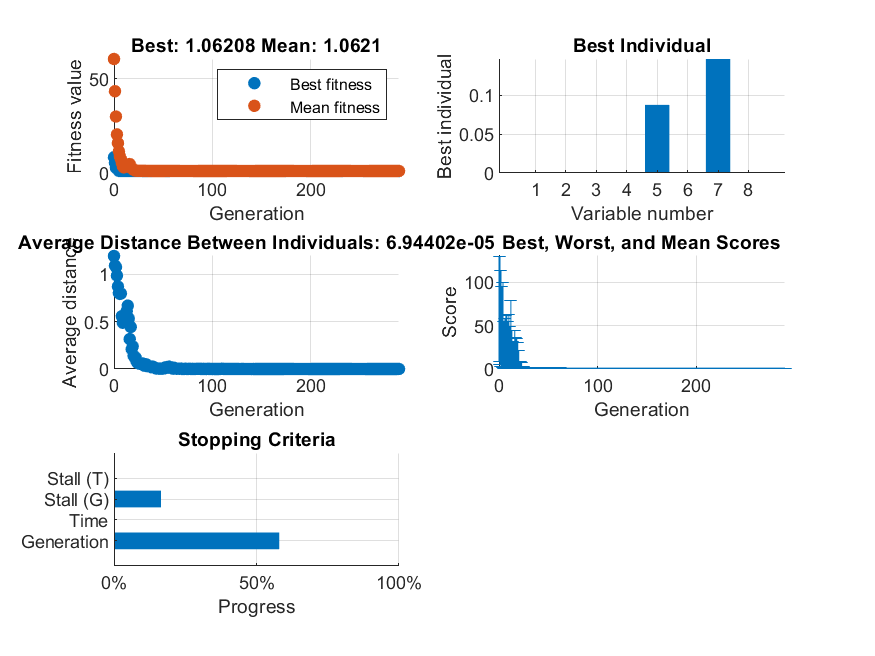 Best: 1.06208 Mean: 1.0621
Fitness value
50
0
0
100
200
Generation
Best fitness
Mean fitness
Best Individual
Best individual
0.1
0.05
0
1 2 3 4 5 6 7 8
Variable number
Average Distance Between Individuals: 6.94402e-05
Average distance
1
0.5
0
0
100
200
Generation
Best, Worst, and Mean Scores
Score
100
50
0
0
100
200
Generation
Stopping Criteria
Stall (T)
Stall (G)
Time
Generation
0%
50%
100%
Progress